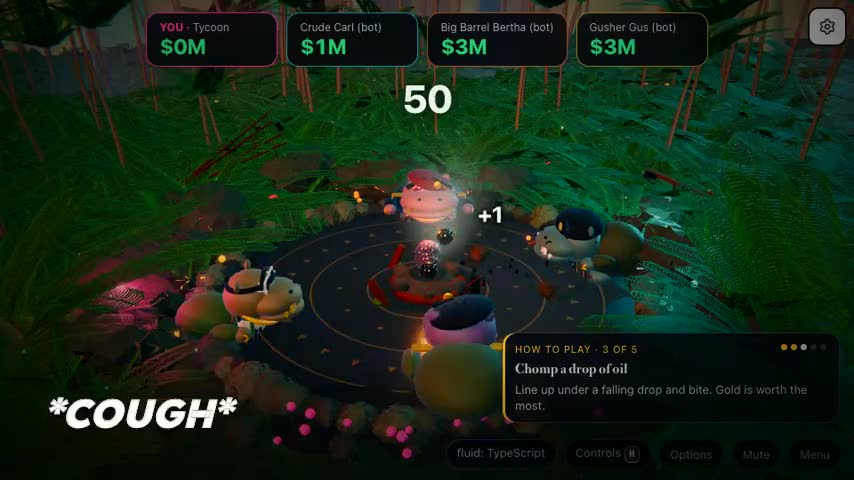 YOU · Tycoon
$0M
Crude Carl (bot)
$1M
Big Barrel Bertha (bot)
$3M
Gusher Gus (bot)
$3M
50
+1
HOW TO PLAY · 3 OF 5
Chomp a drop of oil
Line up under a falling drop and bite. Gold is worth the
most.
*COUGH*
fluid: TypeScript
Controls H
Options
Mute
Menu